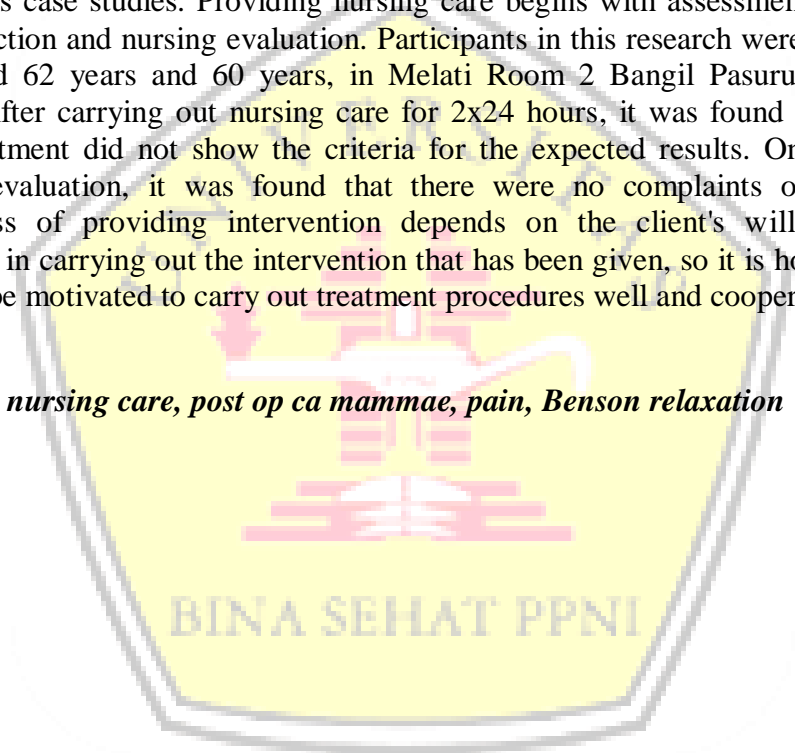 s case studies. Providing nursing care begins with assessmen
ction and nursing evaluation. Participants in this research were
d 62 years and 60 years, in Melati Room 2 Bangil Pasuru
fter carrying out nursing care for 2x24 hours, it was found
tment did not show the criteria for the expected results. On
evaluation, it was found that there were no complaints o
ss of providing intervention depends on the client's will
in carrying out the intervention that has been given, so it is ho
be motivated to carry out treatment procedures well and cooper
nursing care, post op ca mammae, pain, Benson relaxation
UNIVERSITAS
BINA SEHAT PPNI